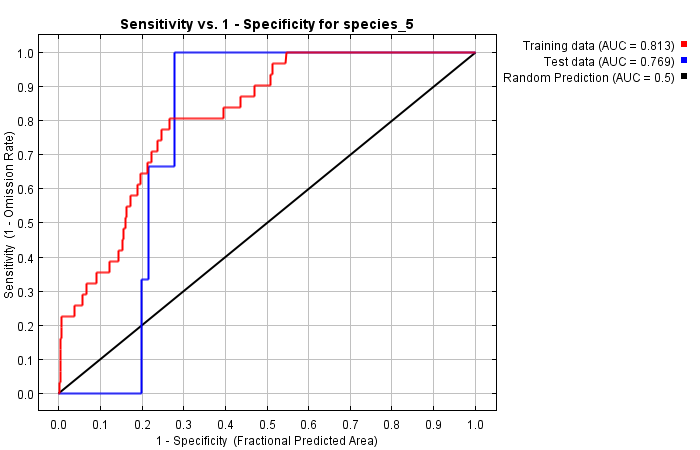 Sensitivity vs. 1 - Specificity for species_5
Training data (AUC = 0.813)
Test data (AUC = 0.769)
Random Prediction (AUC = 0.5)
Sensitivity (1 - Omission Rate)
1.0
0.9
0.8
0.7
0.6
0.5
0.4
0.3
0.2
0.1
0.0
0.0 0.1 0.2 0.3 0.4 0.5 0.6 0.7 0.8 0.9 1.0
1 - Specificity (Fractional Predicted Area)